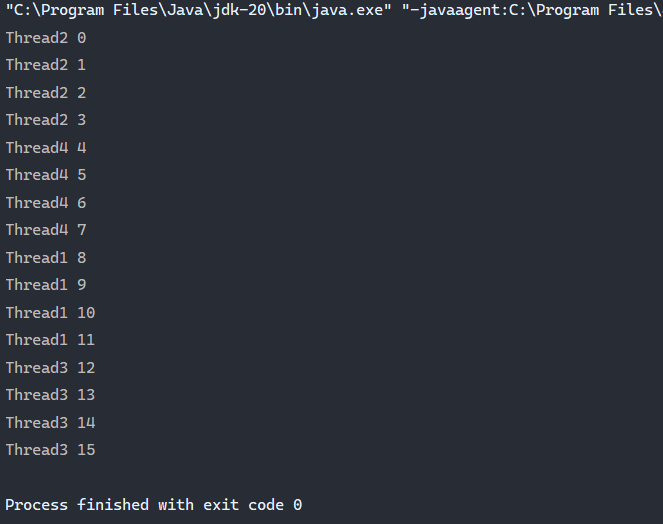 "C:\Program Files\Java\jdk-20\bin\java.exe" "-javaagent:C:\Program Files\
Thread2 0
Thread2 1
Thread2 2
Thread2 3
Thread4 4
Thread4 5
Thread4 6
Thread4 7
Thread1 8
Thread1 9
Thread1 10
Thread1 11
Thread3 12
Thread3 13
Thread3 14
Thread3 15
Process finished with exit code 0